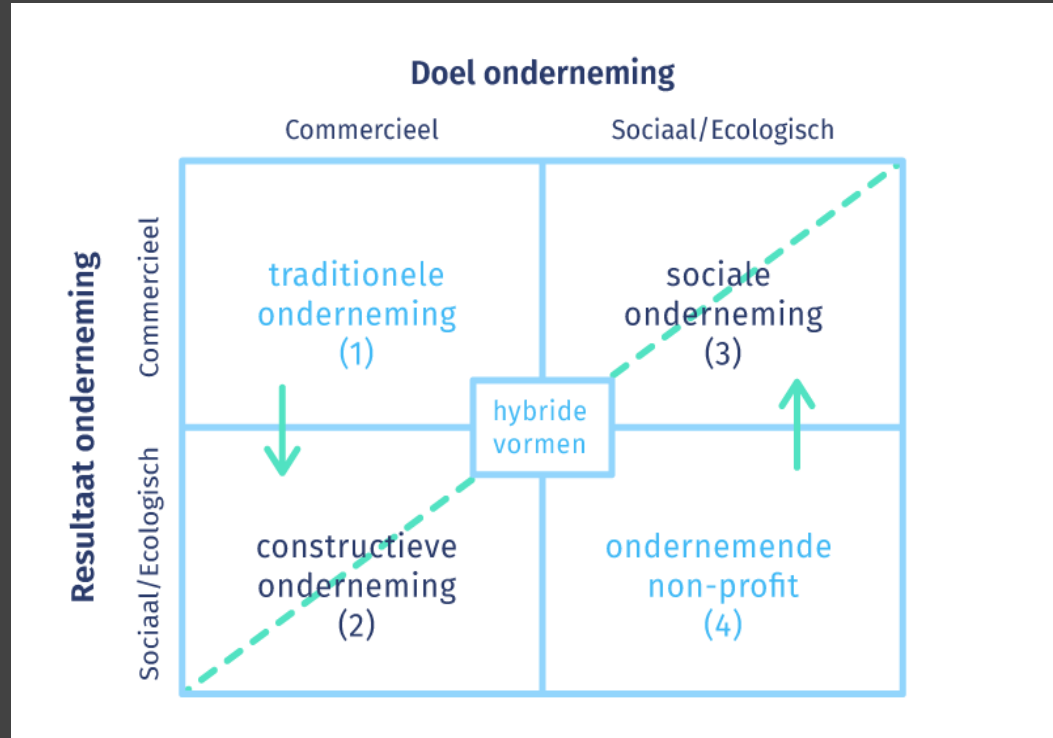 Doel onderneming
Commercieel
Sociaal/Ecologisch
Resultaat onderneming
Commercieel
traditionele
onderneming
(1)
sociale
onderneming
(3)
hybride
vormen
Sociaal/Ecologisch
constructieve
onderneming
(2)
ondernemende
non-profit
(4)